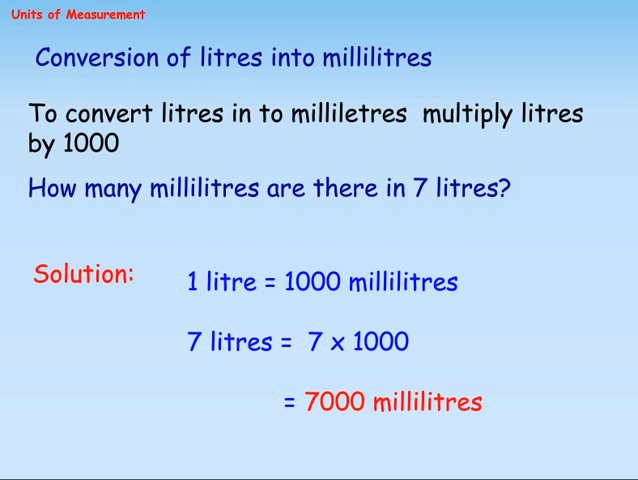 Units of Measurement
Conversion of litres into millilitres
To convert litres in to milliletres multiply litres
by 1000
How many millilitres are there in 7 litres?
Solution:
1 litre = 1000 millilitres
7 litres = 7 x 1000
= 7000 millilitres